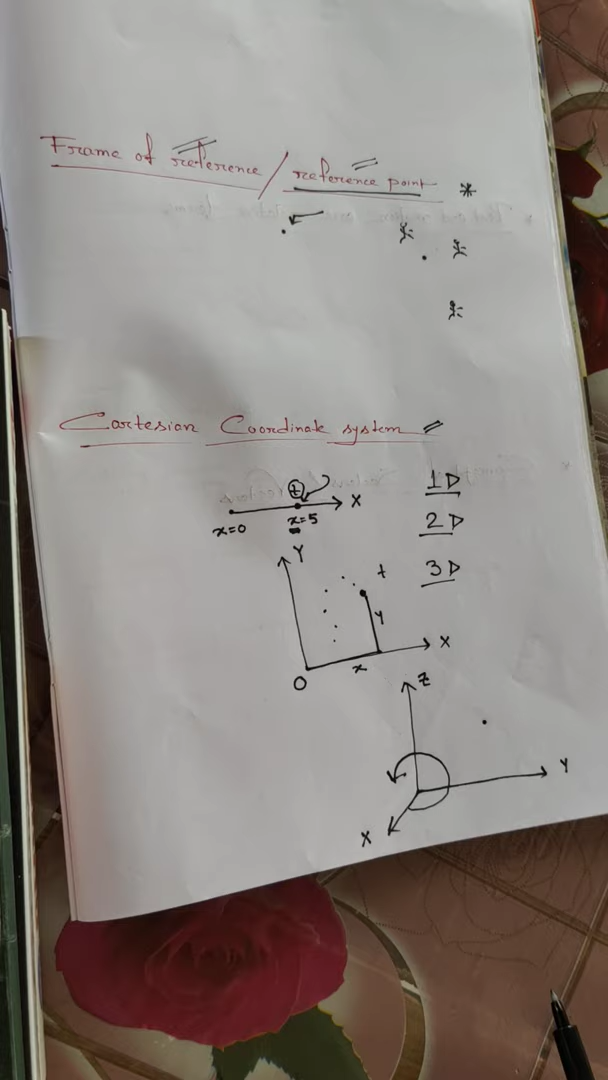 Frame of reference / reference point *
Cartesian Coordinate system
1D
t
X
x=0 x=5
2D
Y
3D
t
Y
X
x
O
Z
Y
X